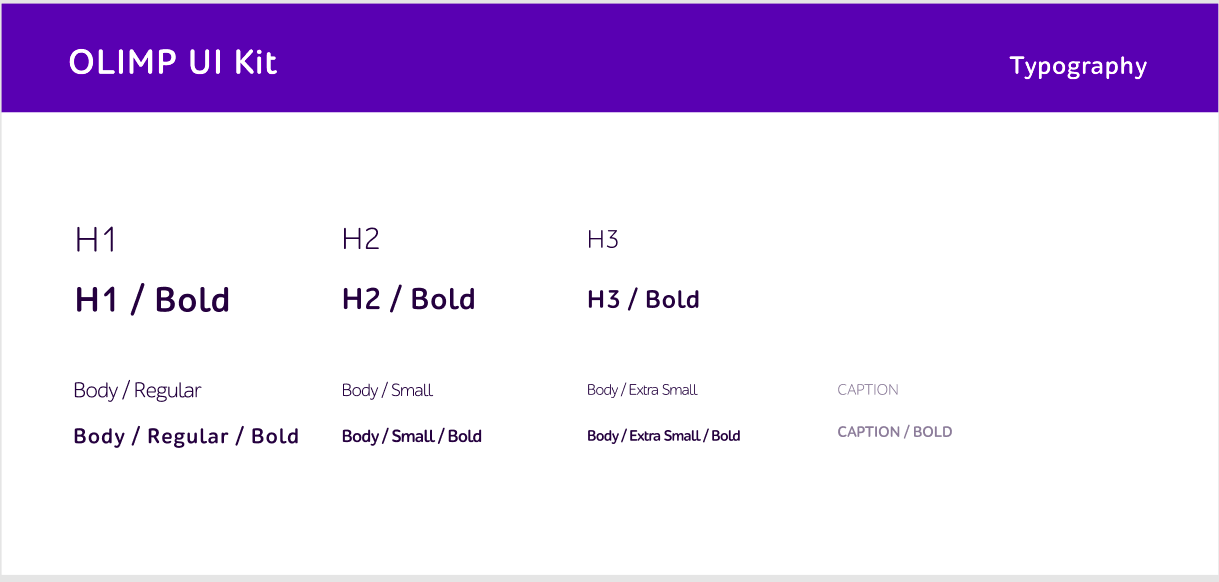 OLIMP UI Kit
Typography
H1
H2
H3
H1 / Bold
H2 / Bold
H3 / Bold
Body / Regular
Body / Small
Body / Extra Small
CAPTION
Body / Regular / Bold
Body / Small / Bold
Body / Extra Small / Bold
CAPTION / BOLD